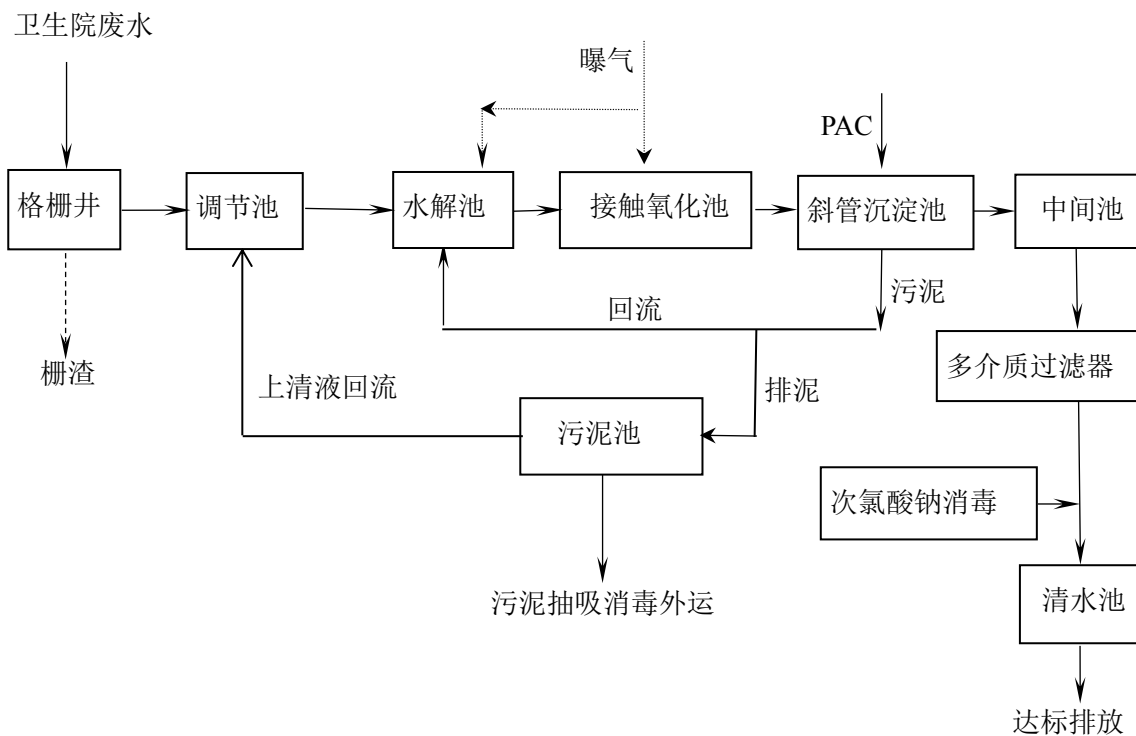 卫生院废水
曝气
PAC
格栅井
调节池
水解池
接触氧化池
斜管沉淀池
中间池
污泥
回流
栅渣
上清液回流
排泥
多介质过滤器
污泥池
次氯酸钠消毒
污泥抽吸消毒外运
清水池
达标排放